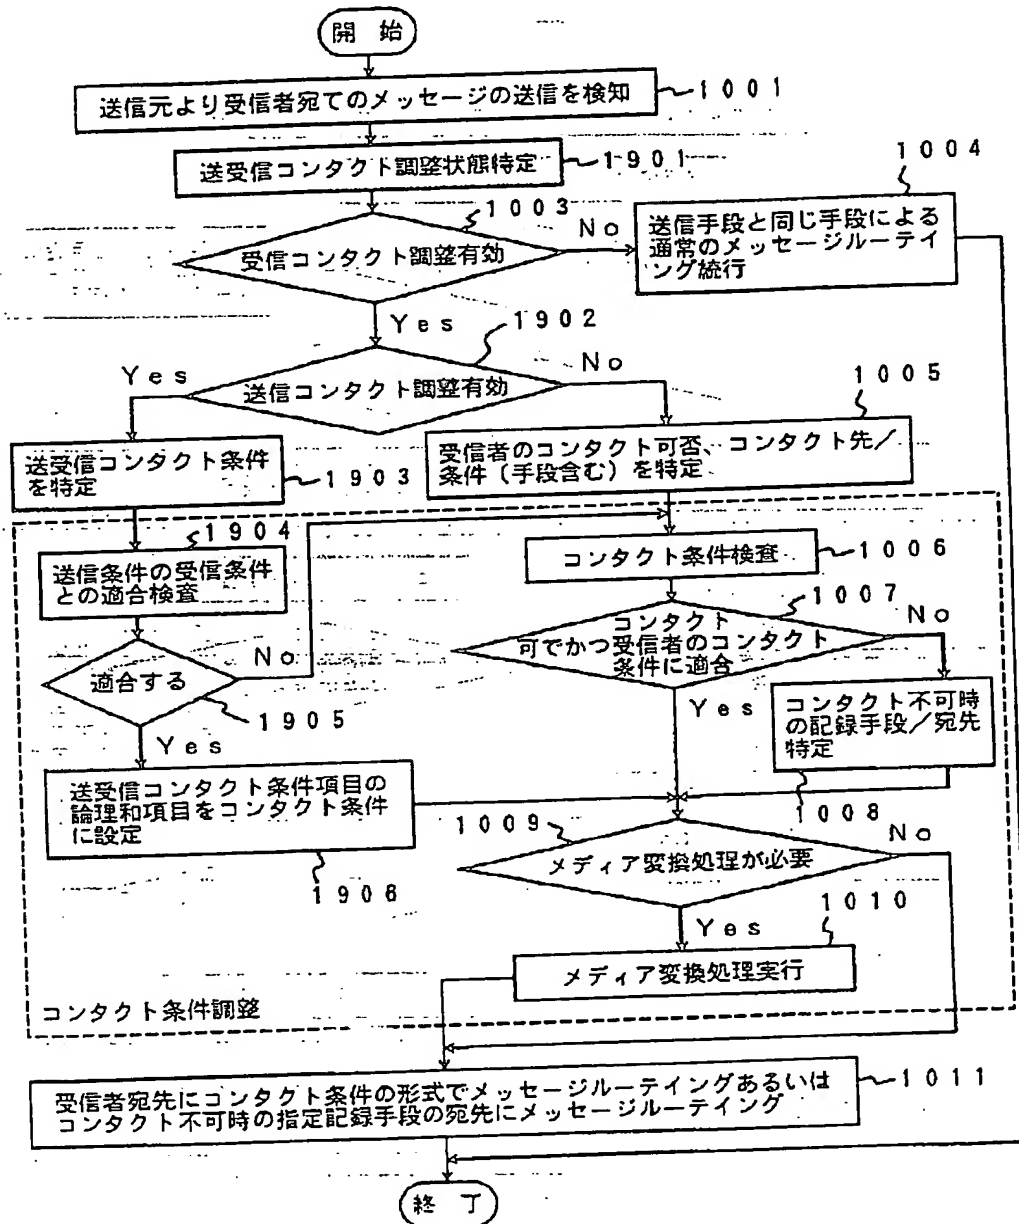 開 始
送信元より受信者宛てのメッセージの送信を検知
1001
送受信コンタクト調整状態特定
1901
1003
受信コンタクト調整有効
No
1004
送信手段と同じ手段による
通常のメッセージルーテイ
ング続行
Yes
1902
送信コンタクト調整有効
Yes
No
1005
送受信コンタクト条件
を特定
1903
受信者のコンタクト可否、コンタクト先/
条件(手段含む)を特定
1904
送信条件の受信条件
との適合検査
コンタクト条件検査
1006
1007
コンタクト
可でかつ受信者のコンタクト
条件に適合
No
適合する
No
1905
Yes
Yes
コンタクト不可時
の記録手段/宛先
特定
1008
送受信コンタクト条件項目の
論理和項目をコンタクト条件
に設定
1906
1009
メディア変換処理が必要
No
Yes
1010
メディア変換処理実行
コンタクト条件調整
受信者宛先にコンタクト条件の形式でメッセージルーテイングあるいは
コンタクト不可時の指定記録手段の宛先にメッセージルーテイング
1011
終 了